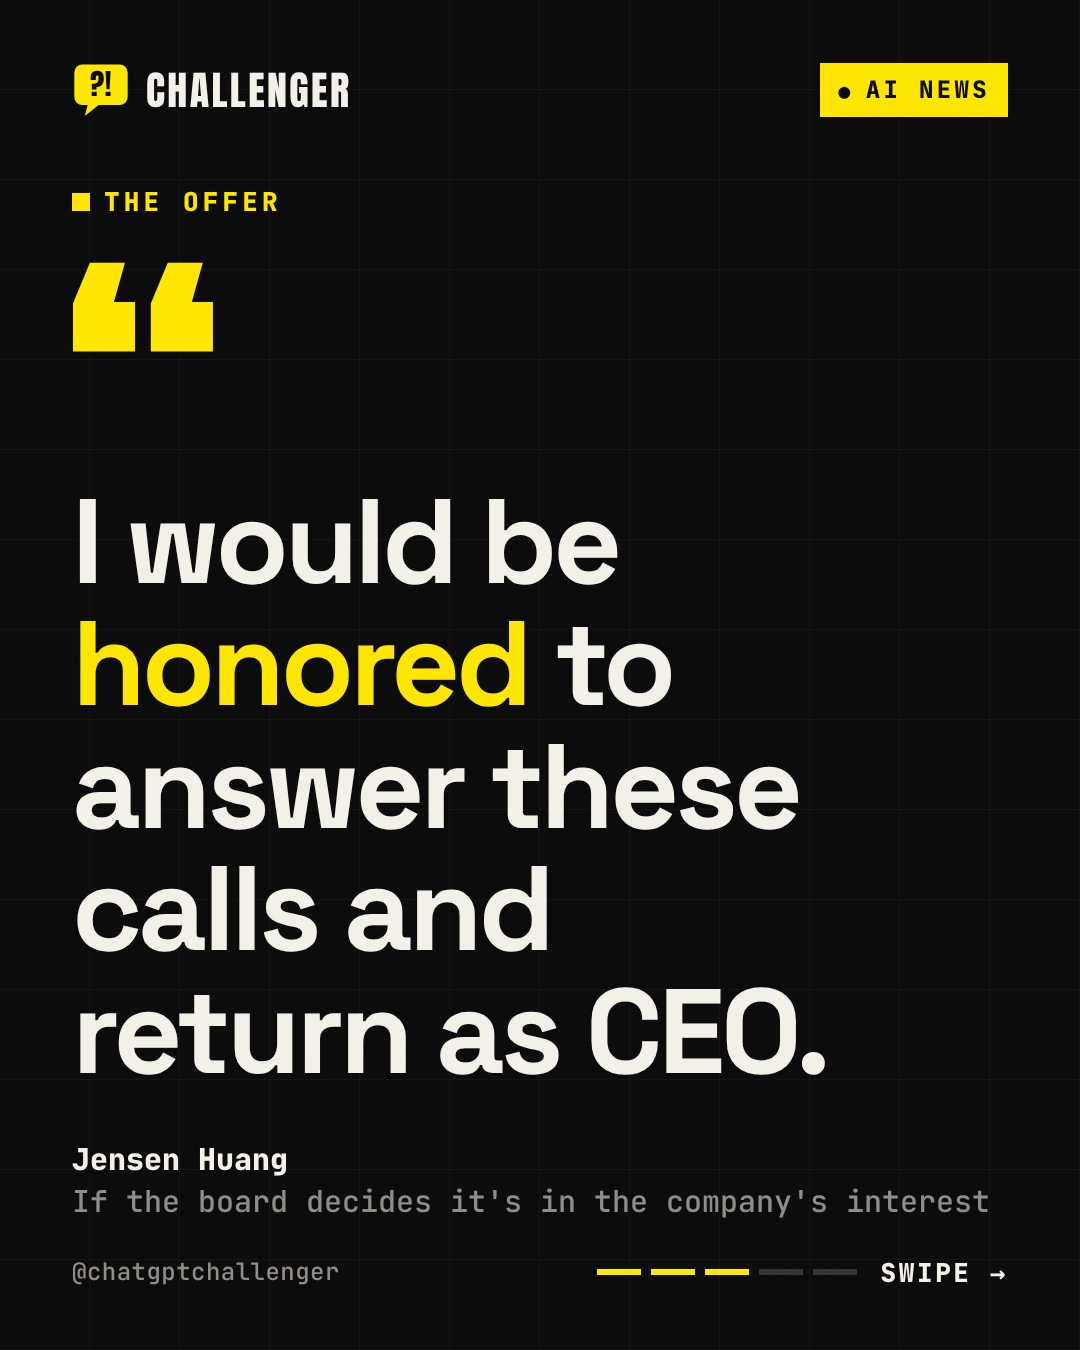 ?! CHALLENGER
● AI NEWS
THE OFFER
“
I would be
honored to
answer these
calls and
return as CEO.
Jensen Huang
If the board decides it's in the company's interest
@chatgptchallenger
SWIPE →